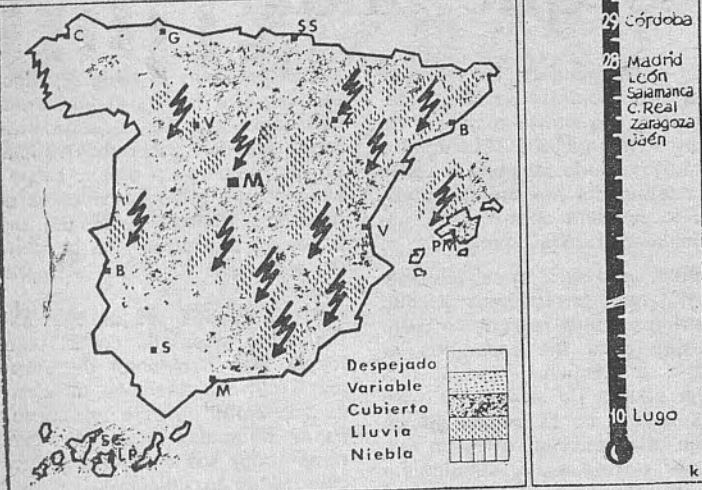 C
G
SS
V
Z
B
M
V
PM
B
S
M
SC
LP
Despejado
Variable
Cubierto
Lluvia
Niebla
29 Córdoba
28 Madrid
León
Salamanca
C. Real
Zaragoza
Jaén
10 Lugo
k